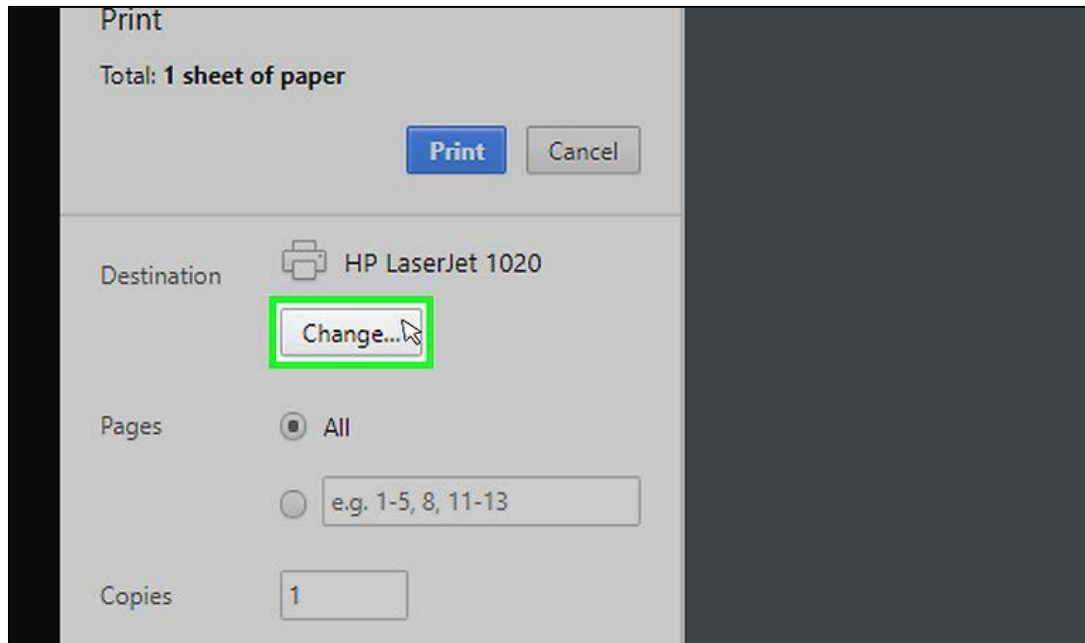 Print
Total: 1 sheet of paper
Print Cancel
Destination HP LaserJet 1020
Change...
Pages All
e.g. 1-5, 8, 11-13
Copies 1